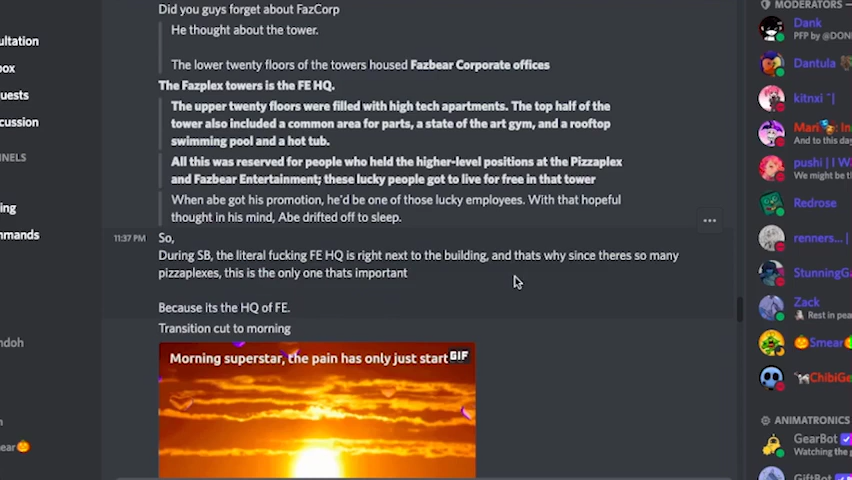 Did you guys forget about FazCorp
He thought about the tower.
The lower twenty floors of the towers housed Fazbear Corporate offices
The Fazplex towers is the FE HQ.
The upper twenty floors were filled with high tech apartments. The top half of the
tower also included a common area for parts, a state of the art gym, and a rooftop
swimming pool and a hot tub.
All this was reserved for people who held the higher-level positions at the Pizzaplex
and Fazbear Entertainment; these lucky people got to live for free in that tower
When abe got his promotion, he'd be one of those lucky employees. With that hopeful
thought in his mind, Abe drifted off to sleep.
11:37 PM
So,
During SB, the literal fucking FE HQ is right next to the building, and thats why since theres so many
pizzaplexes, this is the only one thats important
Because its the HQ of FE.
Transition cut to morning
Morning superstar, the pain has only just start
GIF
ultation
ox
uests
cussion
NELS
ing
mmands
ndoh
n
ear
MODERATORS
Dank
PFP by @DON
Dantula
kitnxi ~|
Mari In
And to this day
pushi | I W
We might be th
Redrose
renners... |
StunningGa
Zack
Rest in peac
Smear
ChibiGe
ANIMATRONICS
GearBot
Watching the g
GiftBot